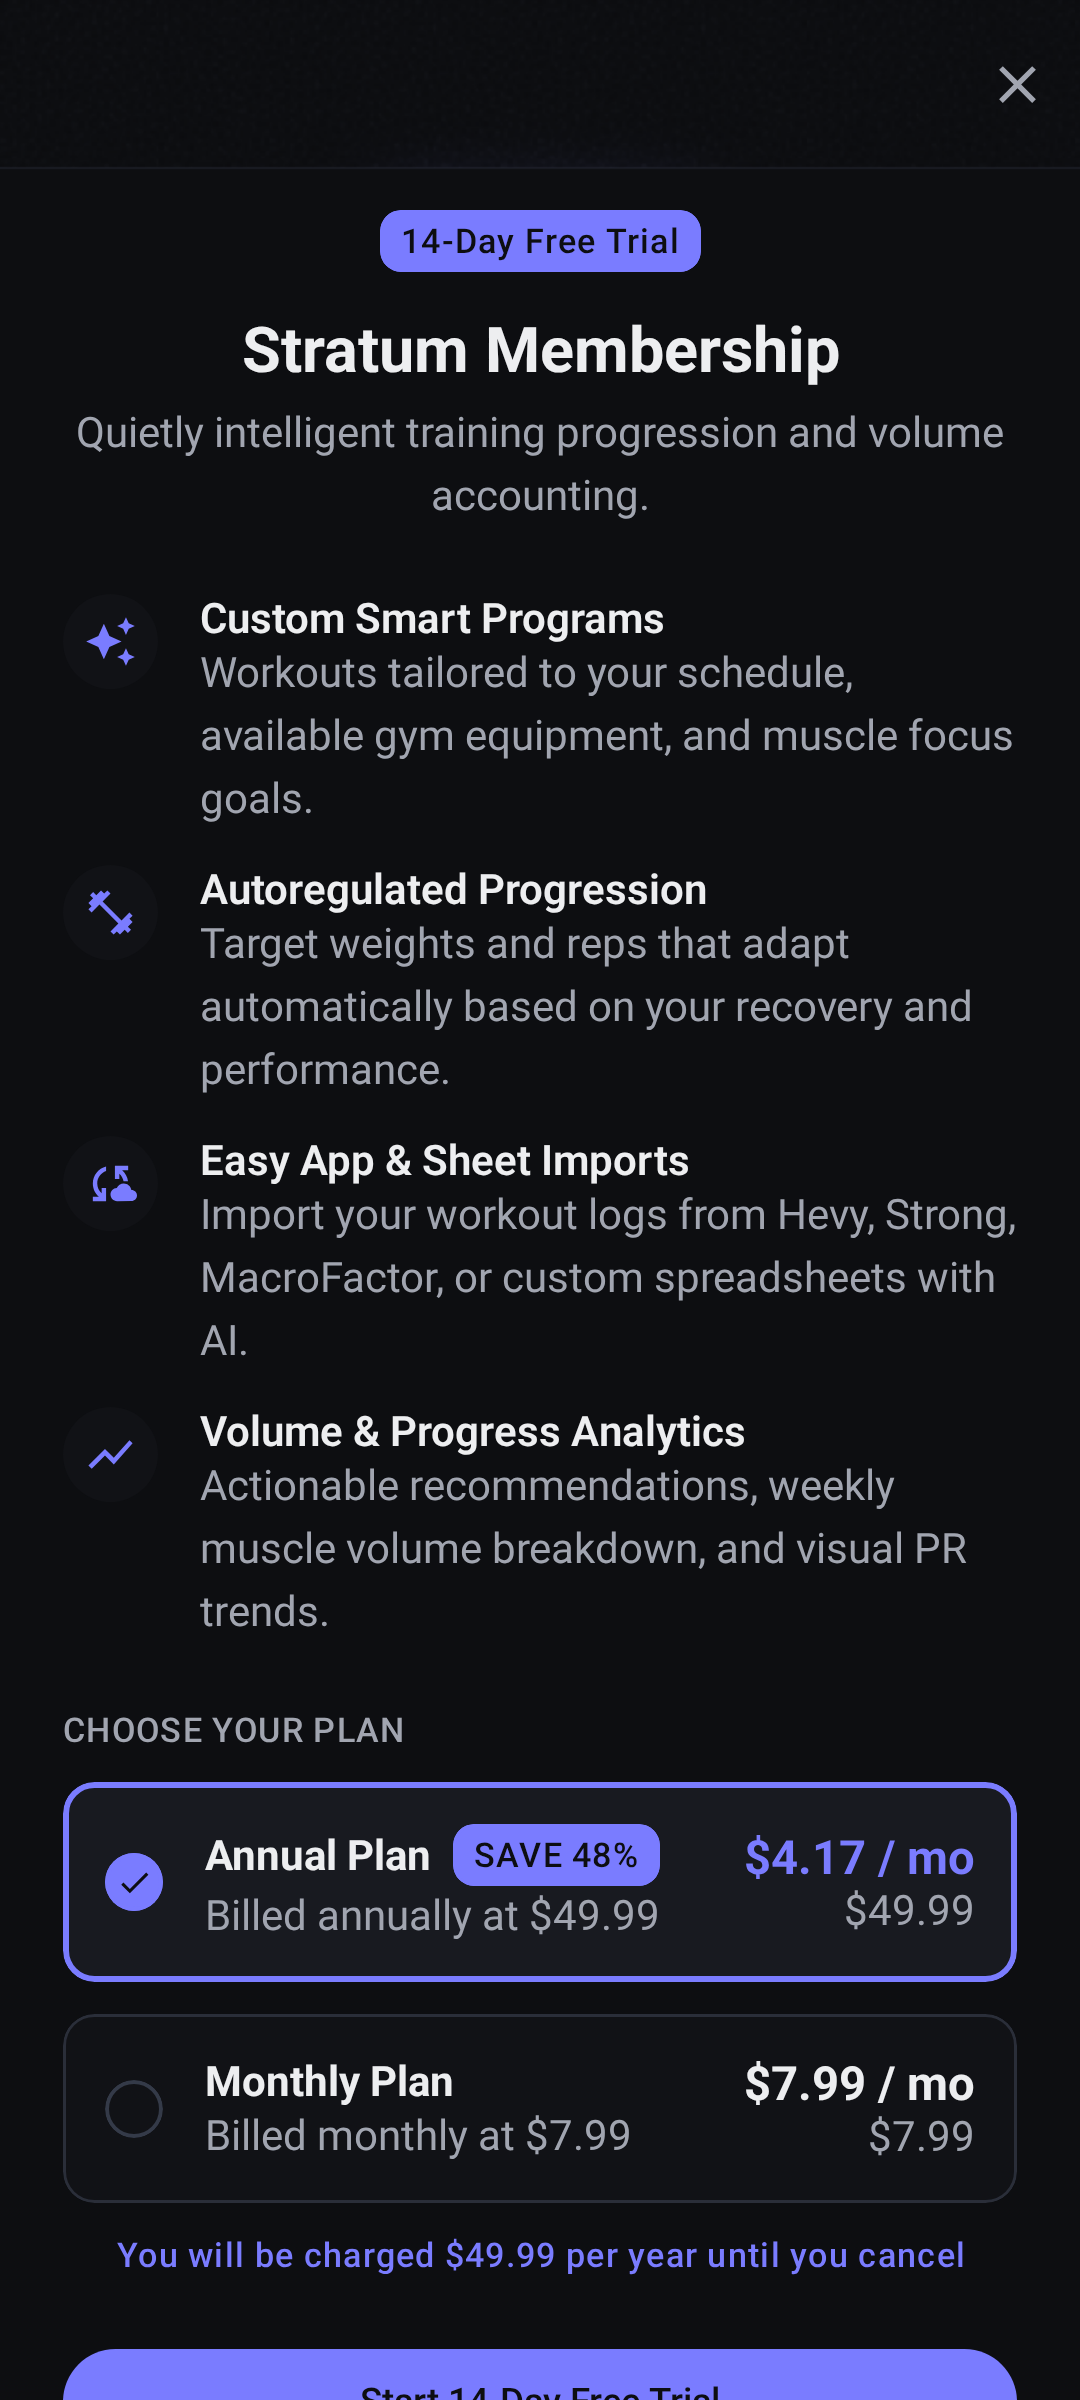 14-Day Free Trial
Stratum Membership
Quietly intelligent training progression and volume
accounting.
Custom Smart Programs
Workouts tailored to your schedule,
available gym equipment, and muscle focus
goals.
Autoregulated Progression
Target weights and reps that adapt
automatically based on your recovery and
performance.
Easy App & Sheet Imports
Import your workout logs from Hevy, Strong,
MacroFactor, or custom spreadsheets with
AI.
Volume & Progress Analytics
Actionable recommendations, weekly
muscle volume breakdown, and visual PR
trends.
CHOOSE YOUR PLAN
Annual Plan SAVE 48% $4.17 / mo
Billed annually at $49.99 $49.99
Monthly Plan $7.99 / mo
Billed monthly at $7.99 $7.99
You will be charged $49.99 per year until you cancel
Start 14-Day Free Trial